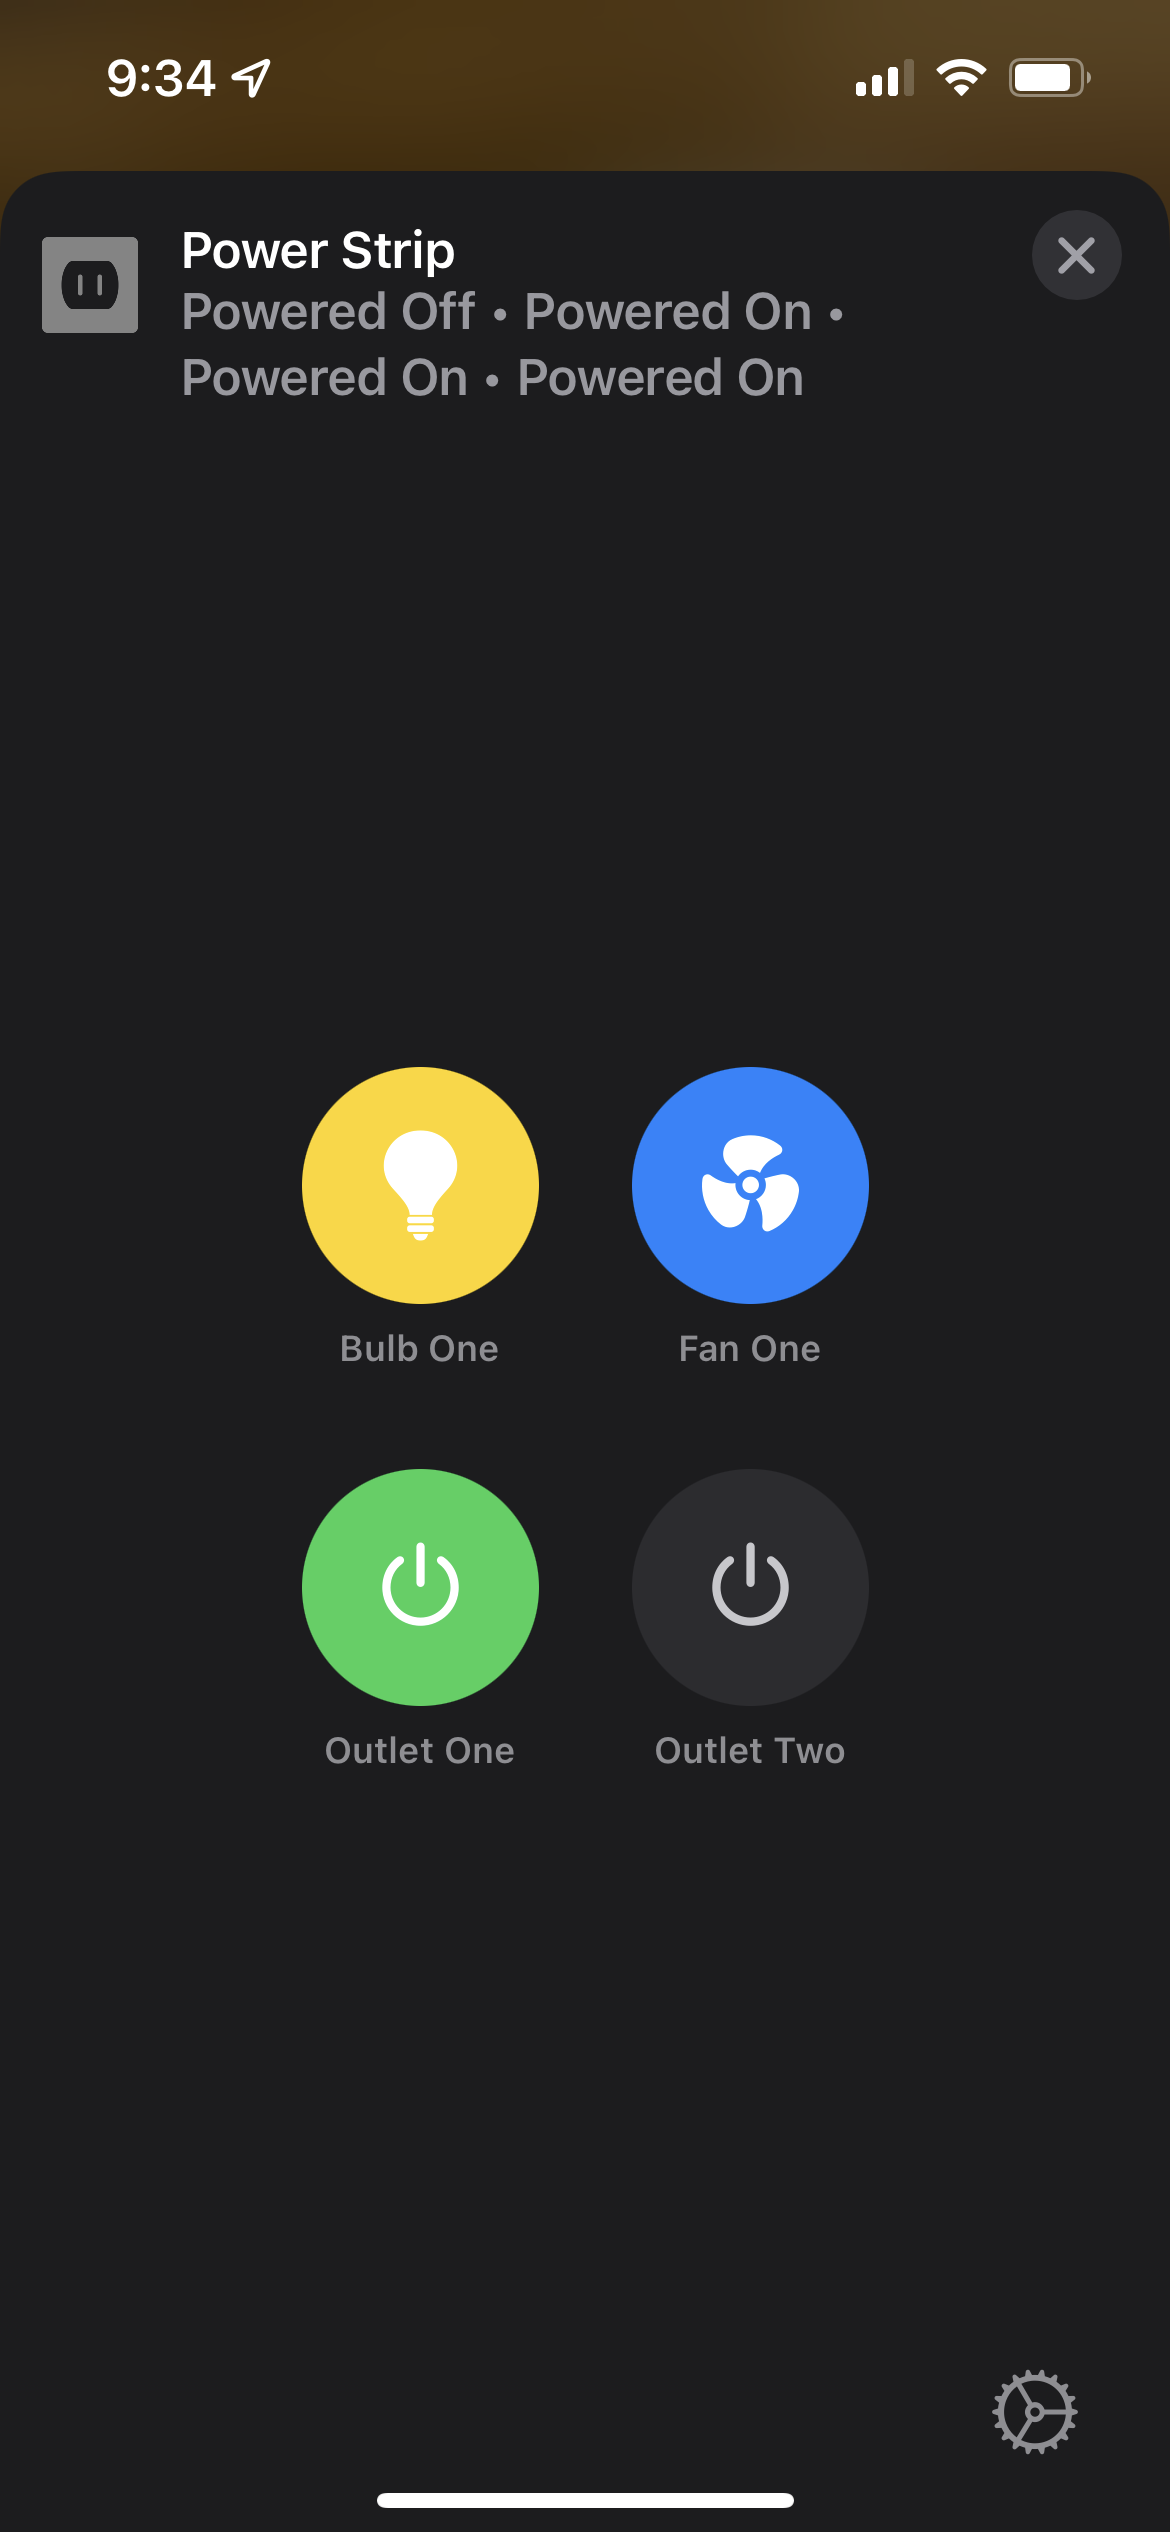 9:34
Power Strip
Powered Off • Powered On •
Powered On • Powered On
Bulb One
Fan One
Outlet One
Outlet Two